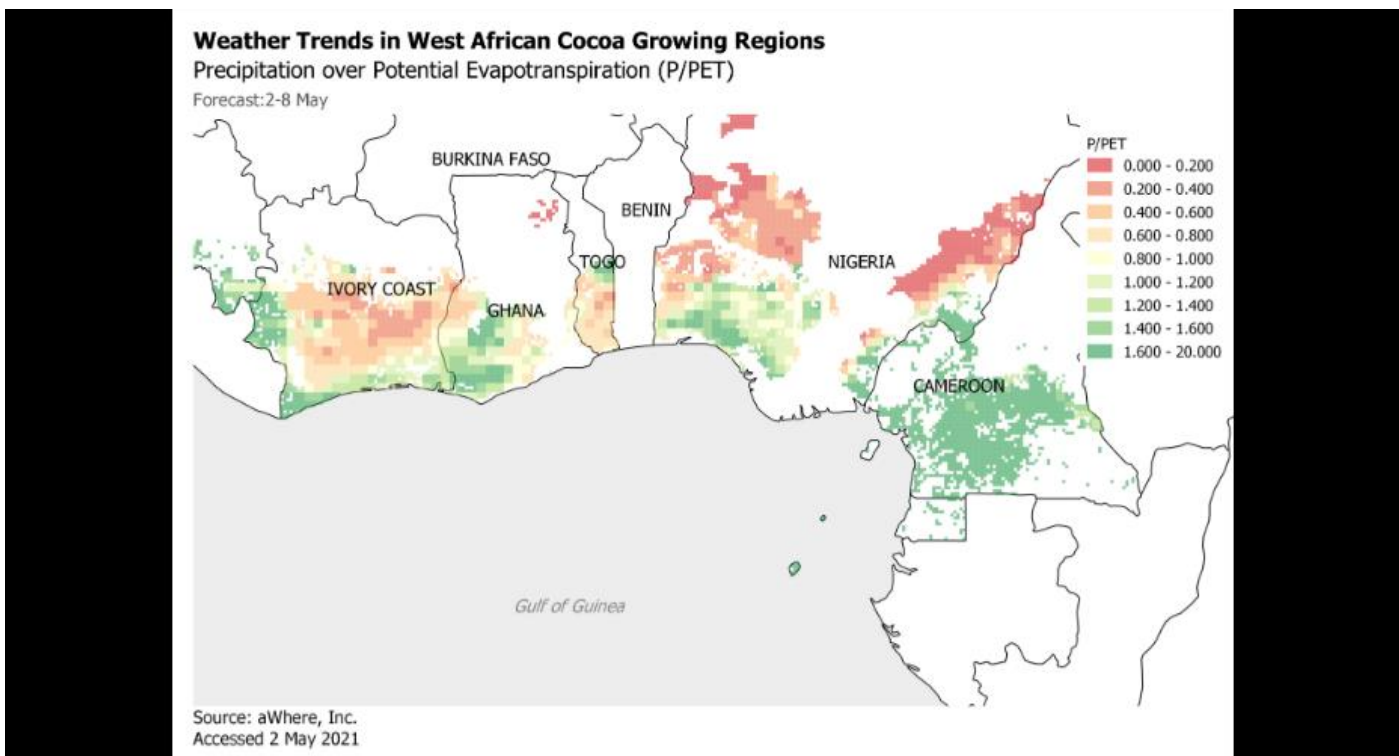 Weather Trends in West African Cocoa Growing Regions
Precipitation over Potential Evapotranspiration (P/PET)
Forecast:2-8 May
BURKINA FASO
BENIN
TOGO
NIGERIA
IVORY COAST
GHANA
CAMEROON
Gulf of Guinea
P/PET
0.000 - 0.200
0.200 - 0.400
0.400 - 0.600
0.600 - 0.800
0.800 - 1.000
1.000 - 1.200
1.200 - 1.400
1.400 - 1.600
1.600 - 20.000
Source: aWhere, Inc.
Accessed 2 May 2021